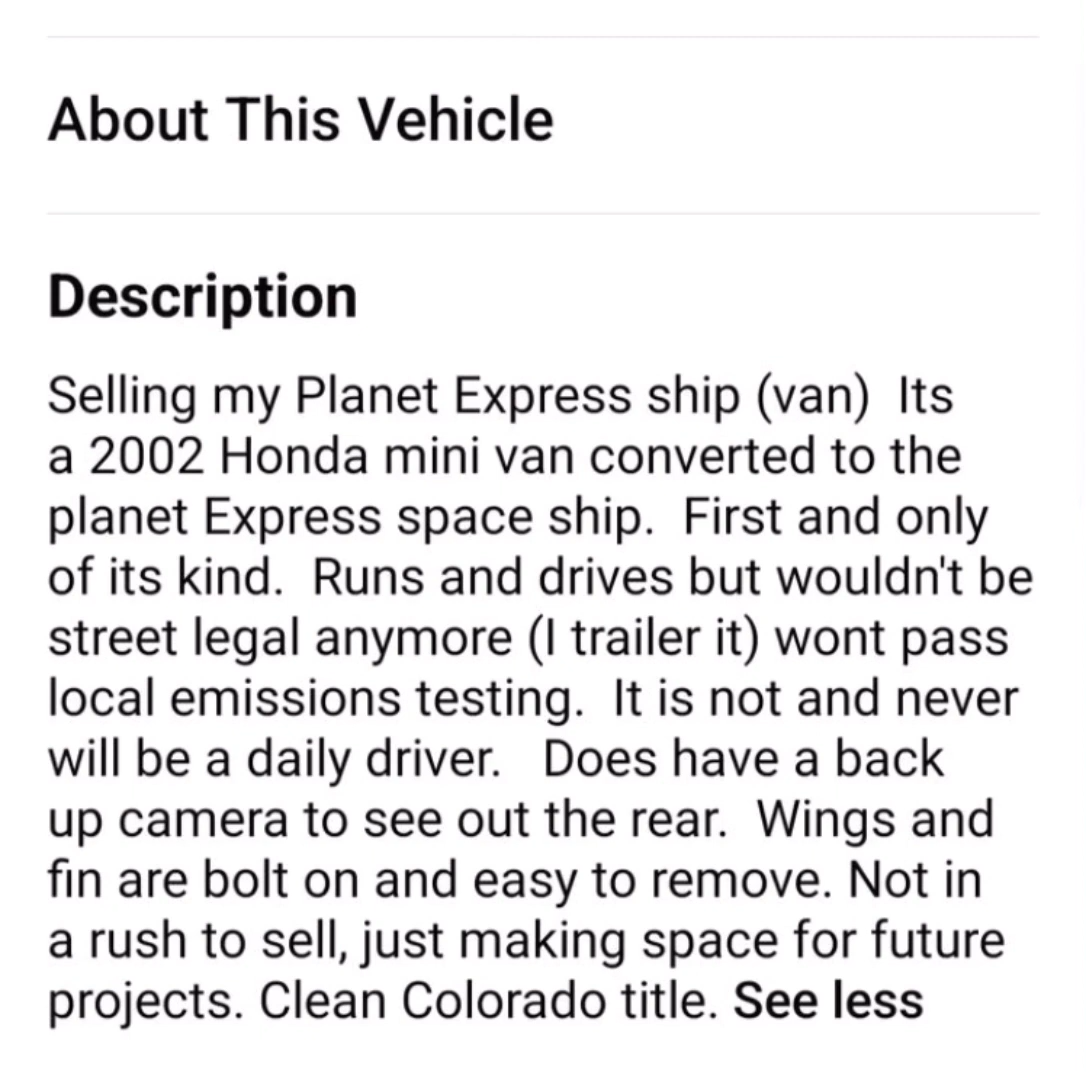 About This Vehicle
Description
Selling my Planet Express ship (van)  Its
a 2002 Honda mini van converted to the
planet Express space ship.  First and only
of its kind.  Runs and drives but wouldn't be
street legal anymore (I trailer it) wont pass
local emissions testing.  It is not and never
will be a daily driver.   Does have a back
up camera to see out the rear.  Wings and
fin are bolt on and easy to remove. Not in
a rush to sell, just making space for future
projects. Clean Colorado title. See less